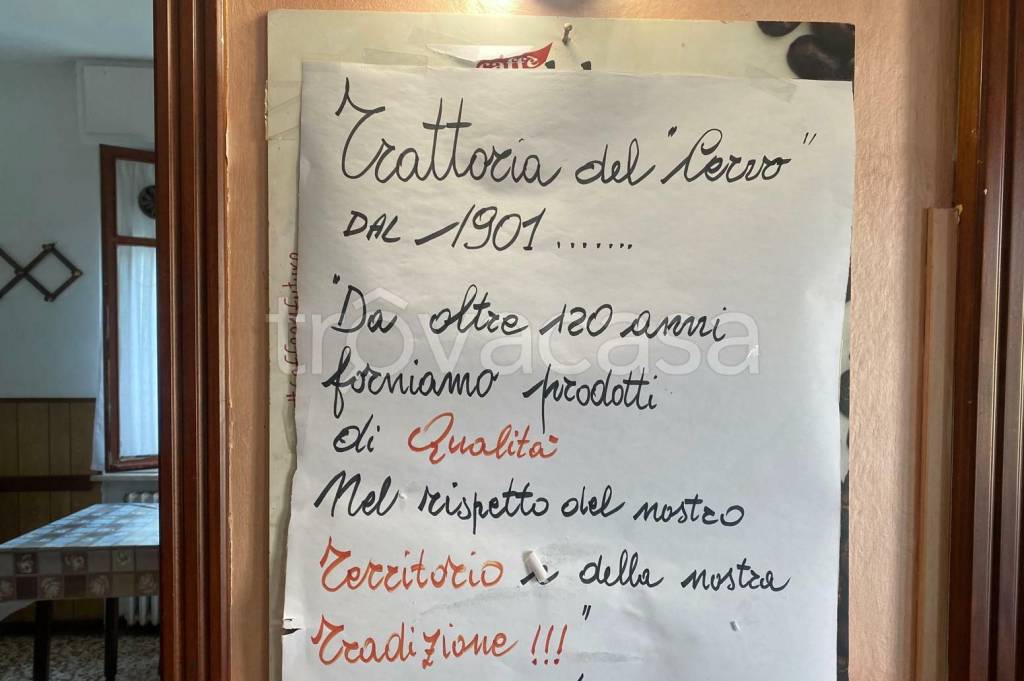 Trattoria del "Cervo"
DAL 1901 .......
"Da oltre 120 anni
forniamo prodotti
di Qualità
Nel rispetto del nostro
Territorio e della nostra
Tradizione !!!"
trovacasa